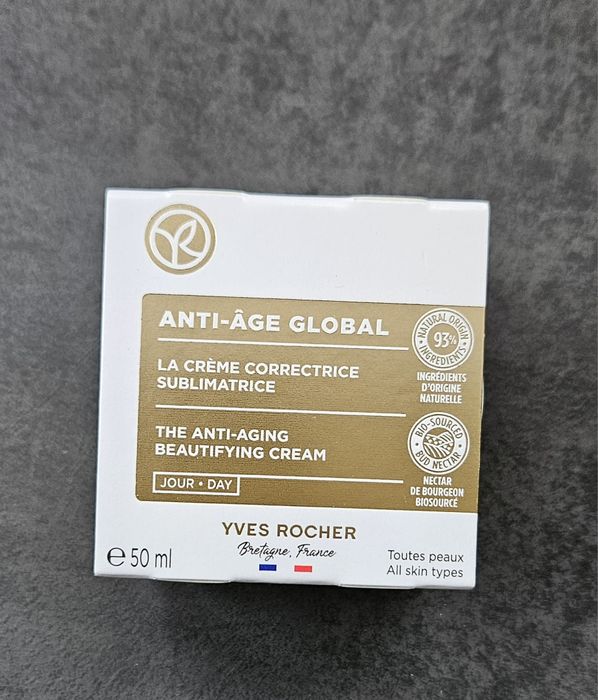 YR
ANTI-ÂGE GLOBAL
LA CRÈME CORRECTRICE
SUBLIMATRICE
THE ANTI-AGING
BEAUTIFYING CREAM
JOUR • DAY
NATURAL ORIGIN
93%
INGREDIENTS
INGRÉDIENTS
D'ORIGINE
NATURELLE
BIO-SOURCED
BUD NECTAR
NECTAR
DE BOURGEON
BIOSOURCÉ
YVES ROCHER
Bretagne, France
℮ 50 ml
Toutes peaux
All skin types